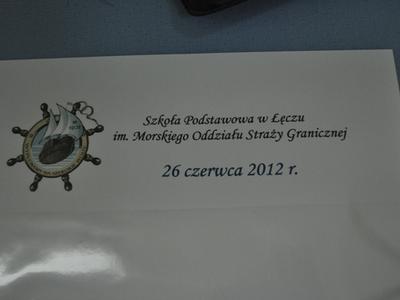 Szkoła Podstawowa w Łęczu
im. Morskiego Oddziału Straży Granicznej
26 czerwca 2012 r.